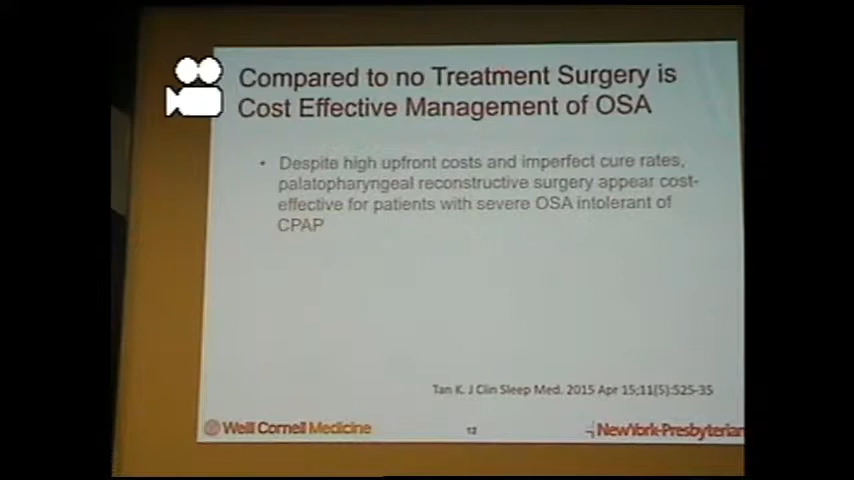 Compared to no Treatment Surgery is
Cost Effective Management of OSA
• Despite high upfront costs and imperfect cure rates,
palatopharyngeal reconstructive surgery appear cost-
effective for patients with severe OSA intolerant of
CPAP
Tan K. J Clin Sleep Med. 2015 Apr 15;11(5):525-35
Weill Cornell Medicine
12
NewYork-Presbyterian